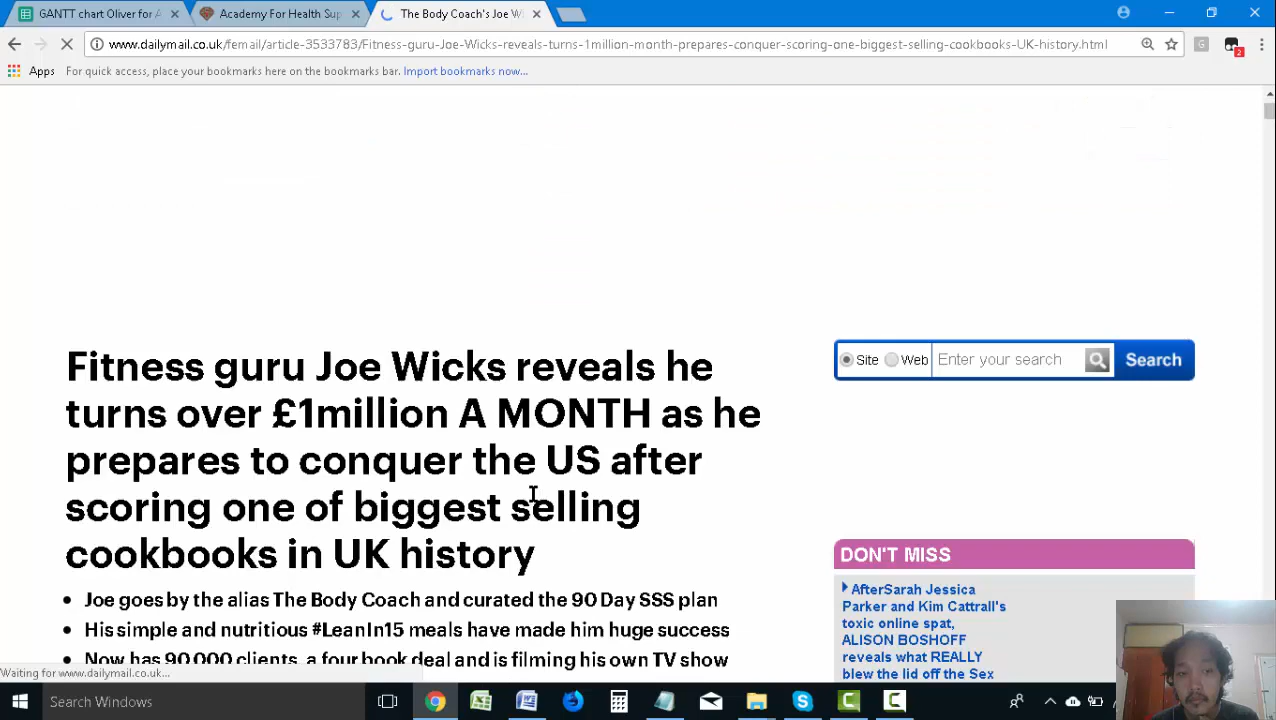 GANTT chart Oliver for A
Academy For Health Sup
The Body Coach's Joe Wi
www.dailymail.co.uk/femail/article-3533783/Fitness-guru-Joe-Wicks-reveals-turns-1million-month-prepares-conquer-scoring-one-biggest-selling-cookbooks-UK-history.html
G
2
Apps
For quick access, place your bookmarks here on the bookmarks bar. Import bookmarks now...
Fitness guru Joe Wicks reveals he
turns over £1million A MONTH as he
prepares to conquer the US after
scoring one of biggest selling
cookbooks in UK history
Joe goes by the alias The Body Coach and curated the 90 Day SSS plan
His simple and nutritious #LeanIn15 meals have made him huge success
Now has 90,000 clients, a four book deal and is filming his own TV show
Site
Web
Enter your search
Search
DON'T MISS
AfterSarah Jessica
Parker and Kim Cattrall's
toxic online spat,
ALISON BOSHOFF
reveals what REALLY
blew the lid off the Sex
Waiting for www.dailymail.co.uk...
Search Windows